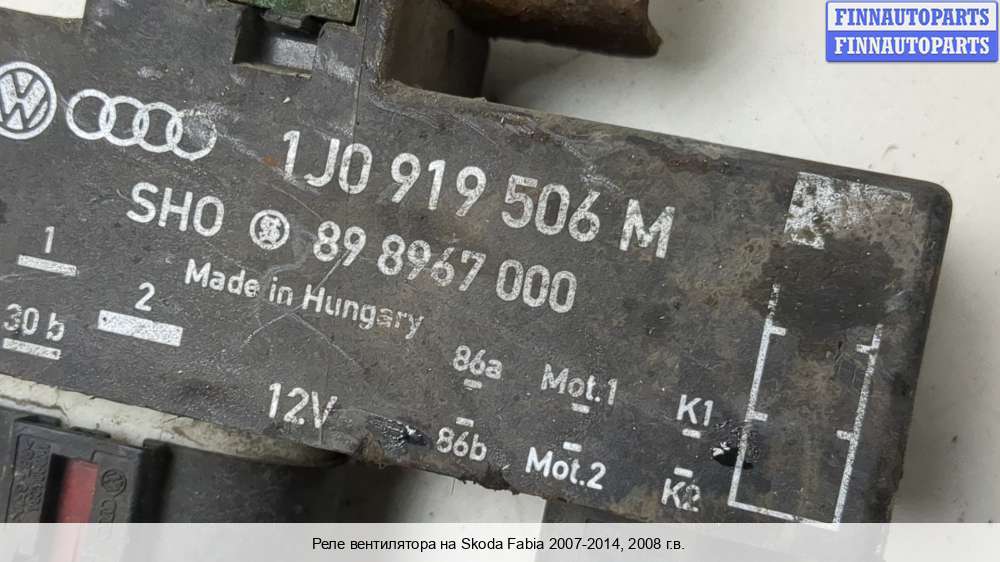 FINNAUTOPARTS
FINNAUTOPARTS
1J0 919 506 M
SHO 89 8967 000
Made in Hungary
1
2
30 b
12V
86a
86b
Mot.1
Mot.2
K1
K2
Реле вентилятора на Skoda Fabia 2007-2014, 2008 г.в.